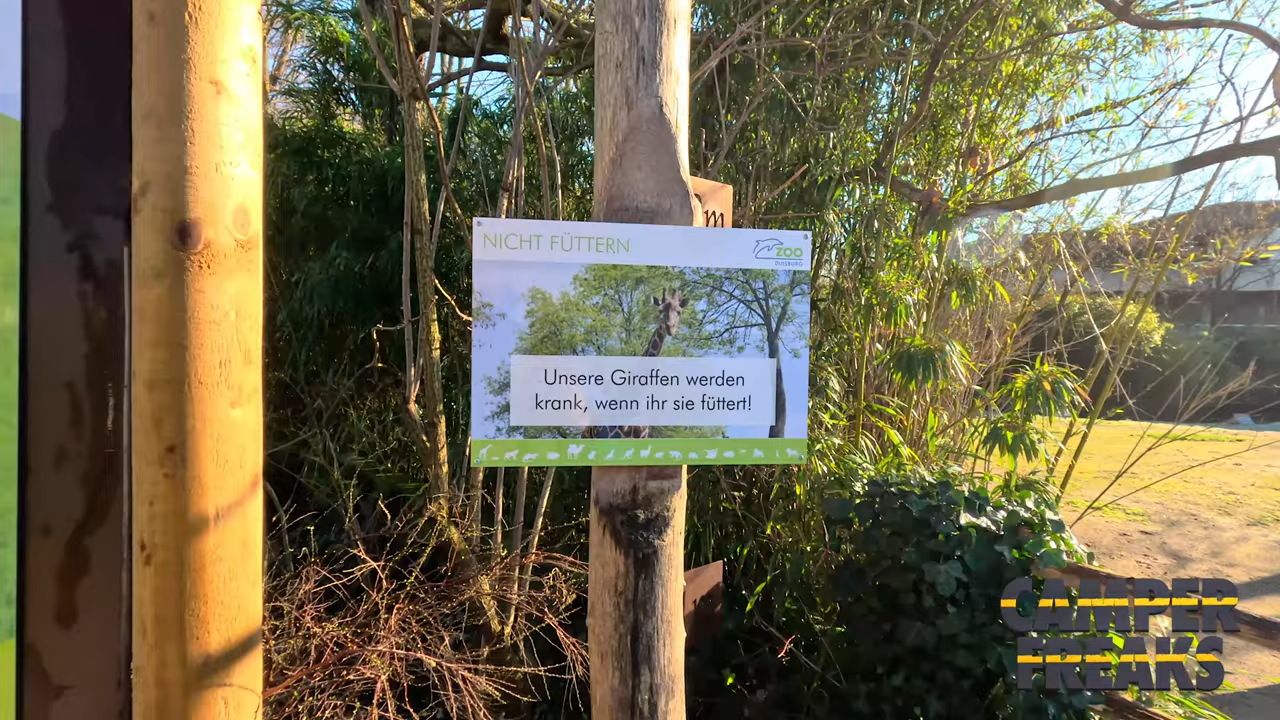 m
NICHT FÜTTERN
ZOO
DUISBURG
Unsere Giraffen werden
krank, wenn ihr sie füttert!
CAMPER
FREAKS